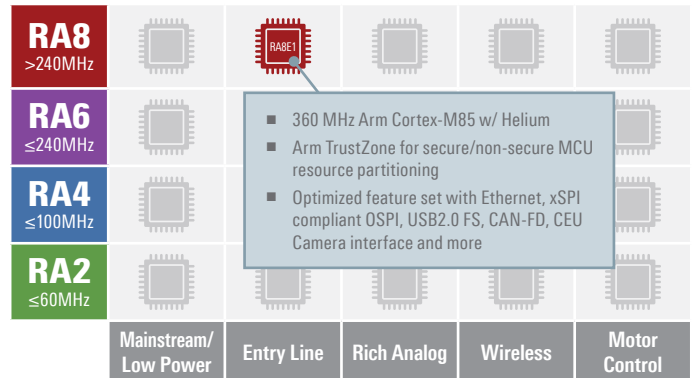 RA8
>240MHz
RA8E1
RA6
≤240MHz
■ 360 MHz Arm Cortex-M85 w/ Helium
■ Arm TrustZone for secure/non-secure MCU
resource partitioning
■ Optimized feature set with Ethernet, xSPI
compliant OSPI, USB2.0 FS, CAN-FD, CEU
Camera interface and more
RA4
≤100MHz
RA2
≤60MHz
Mainstream/
Low Power
Entry Line
Rich Analog
Wireless
Motor
Control